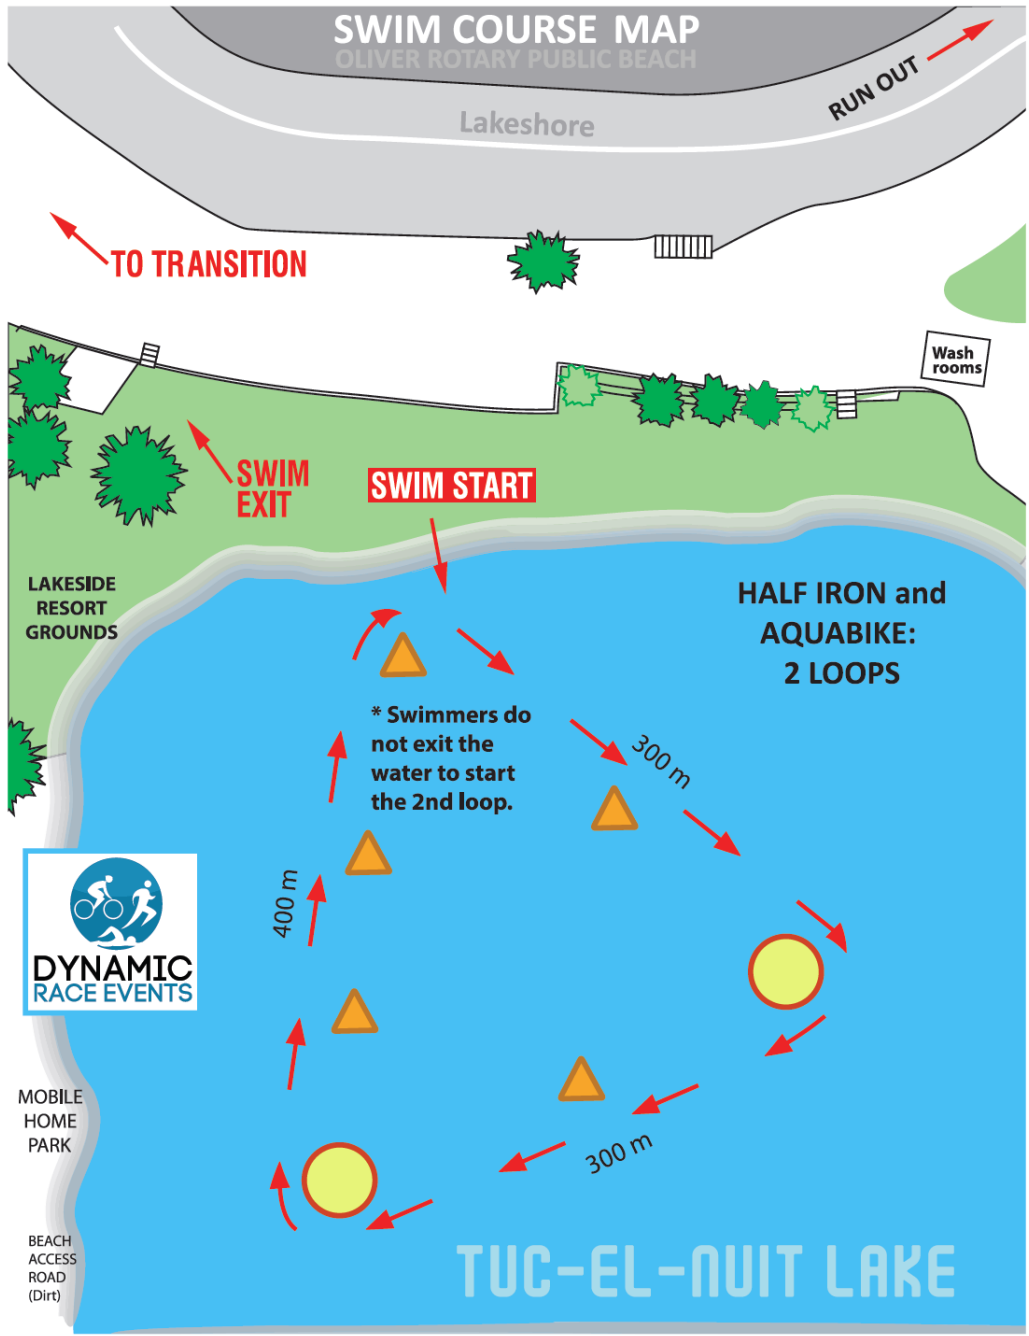 SWIM COURSE MAP
OLIVER ROTARY PUBLIC BEACH
RUN OUT
Lakeshore
TO TRANSITION
Wash
rooms
SWIM
EXIT
SWIM START
LAKESIDE
RESORT
GROUNDS
HALF IRON and
AQUABIKE:
2 LOOPS
* Swimmers do
not exit the
water to start
the 2nd loop.
300 m
400 m
DYNAMIC
RACE EVENTS
MOBILE
HOME
PARK
300 m
BEACH
ACCESS
ROAD
(Dirt)
TUC-EL-NUIT LAKE